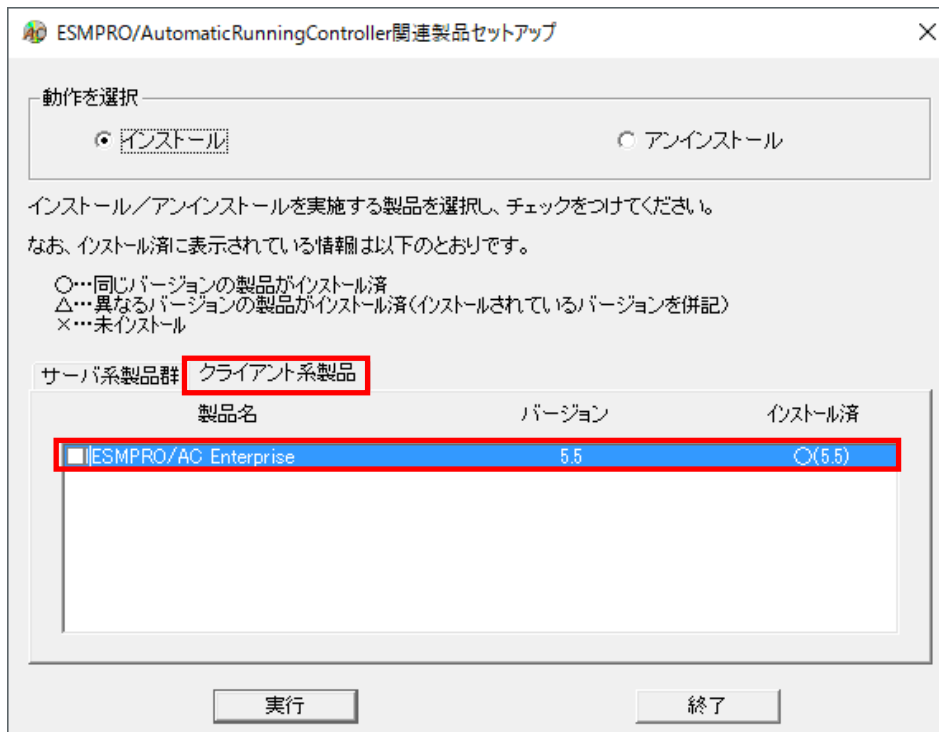 ESMPRO/AutomaticRunningController関連製品セットアップ
動作を選択
インストール
アンインストール
インストール／アンインストールを実施する製品を選択し、チェックをつけてください。
なお、インストール済に表示されている情報は以下のとおりです。
○…同じバージョンの製品がインストール済
△…異なるバージョンの製品がインストール済(インストールされているバージョンを併記)
×…未インストール
サーバ系製品群
クライアント系製品
製品名 バージョン インストール済
ESMPRO/AC Enterprise 5.5 ○(5.5)
実行
終了